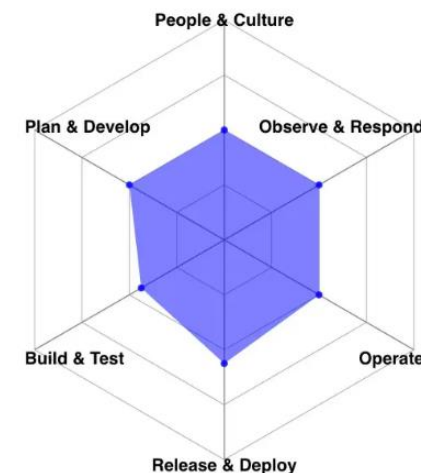 People & Culture
Plan & Develop
Observe & Respond
Build & Test
Operate
Release & Deploy